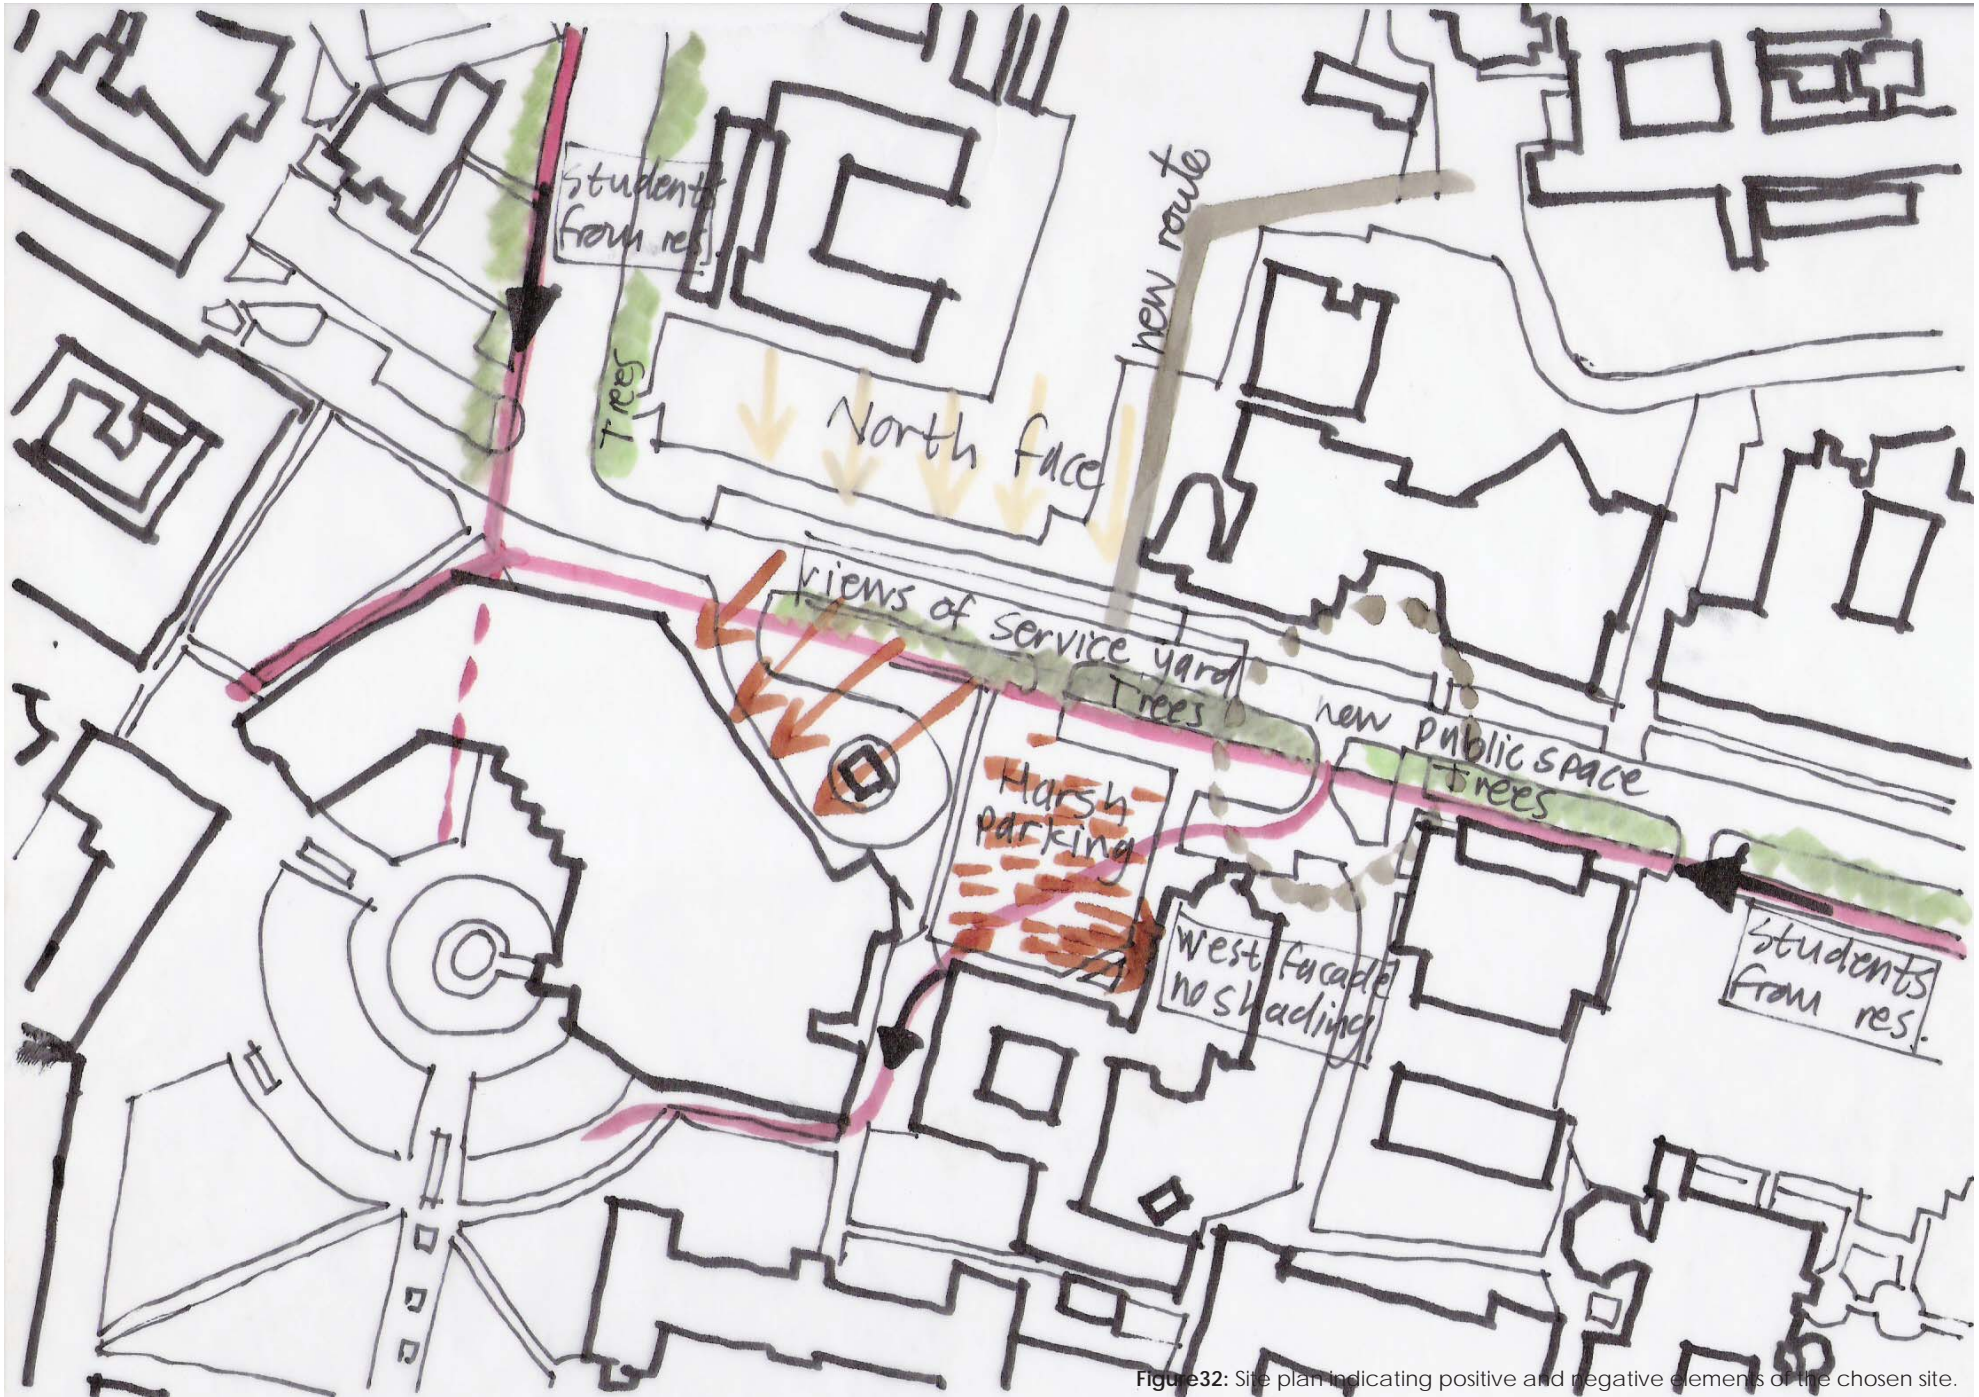 Students
from res.
new route
Trees
North face
views of service yard
Trees
new public space
Trees
Harsh
parking
West facade
no shading
Students
from res.
Figure32: Site plan indicating positive and negative elements of the chosen site.